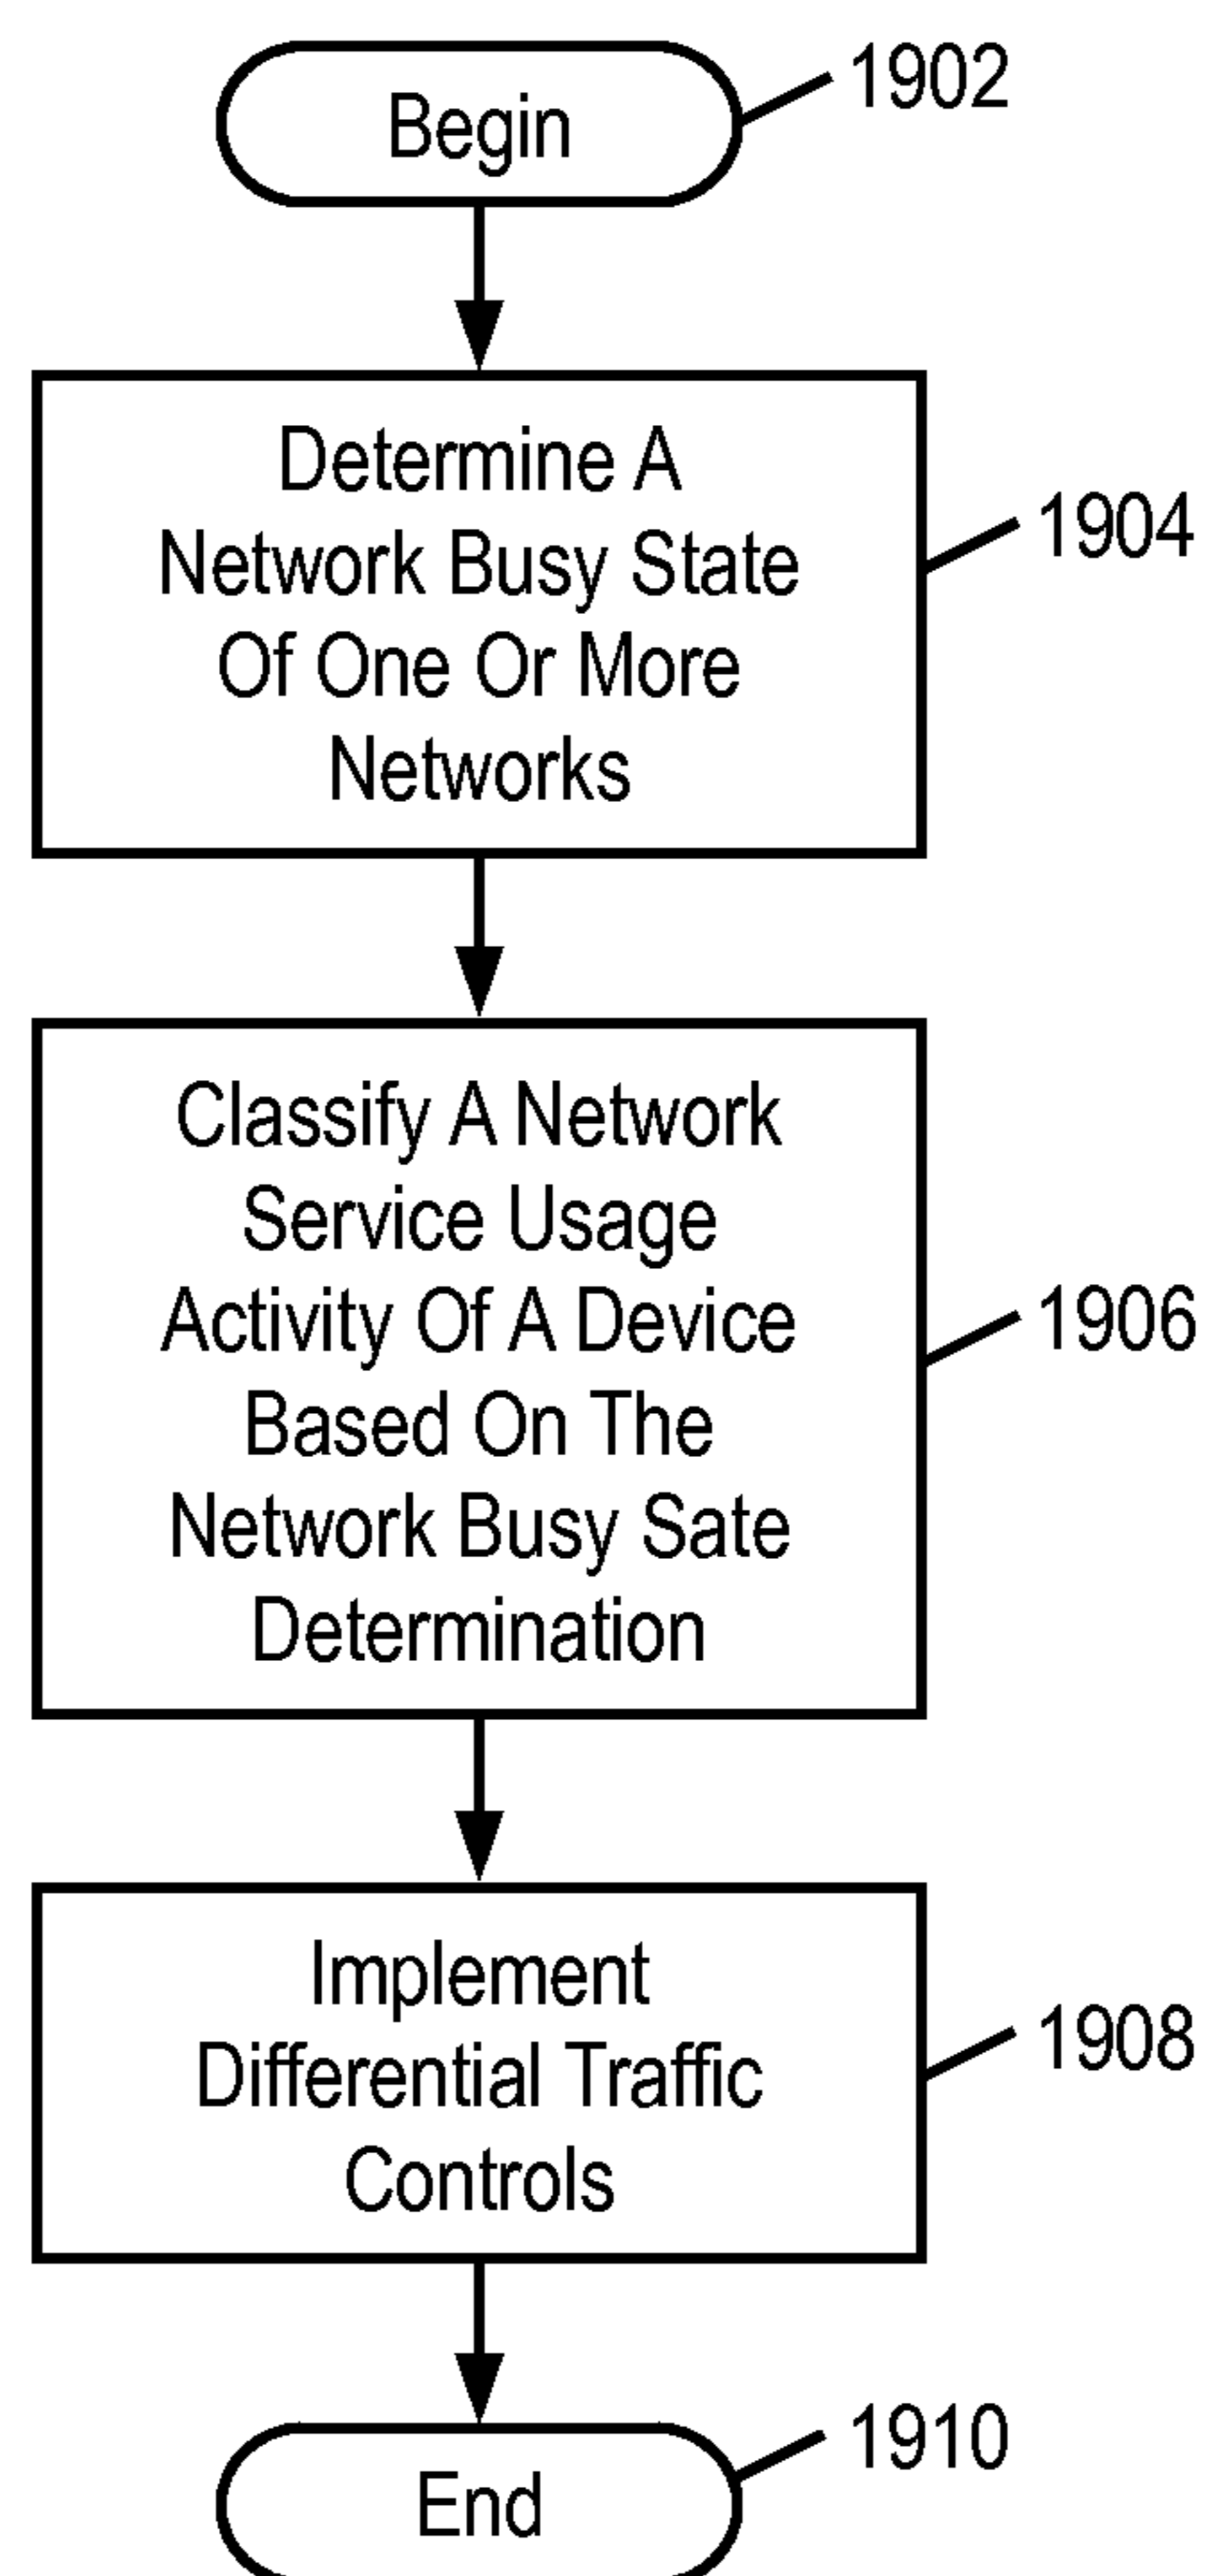 Begin
1902
Determine A
Network Busy State
Of One Or More
Networks
1904
Classify A Network
Service Usage
Activity Of A Device
Based On The
Network Busy Sate
Determination
1906
Implement
Differential Traffic
Controls
1908
End
1910